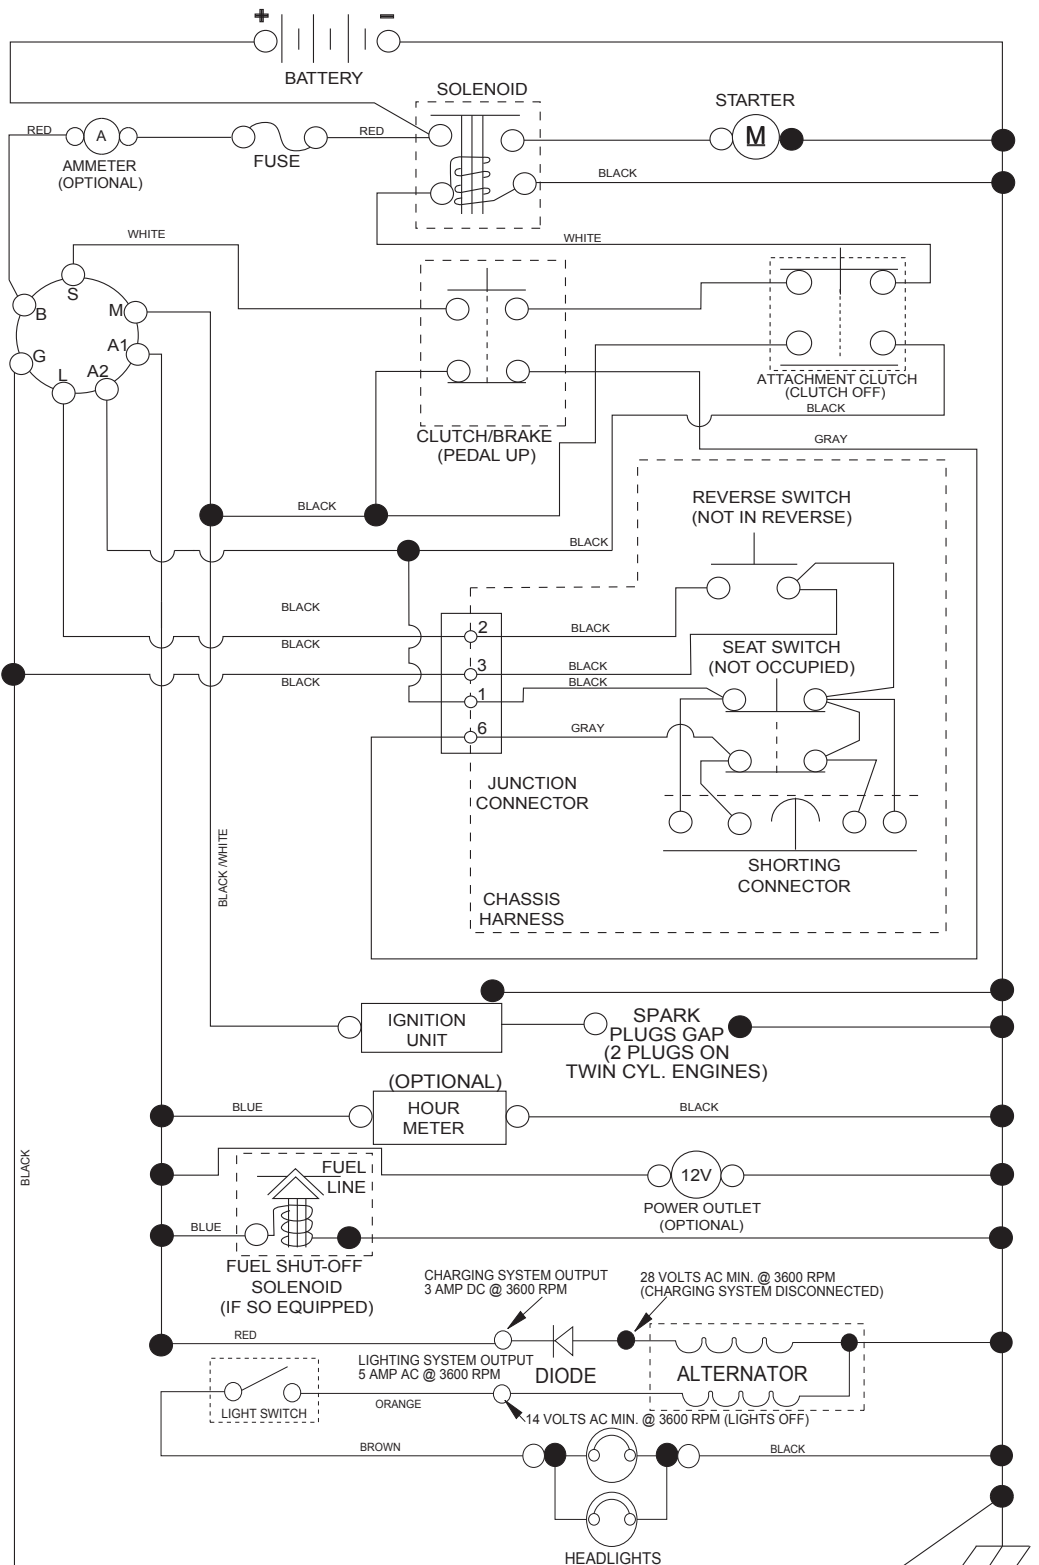 + −
BATTERY
SOLENOID
STARTER
M
RED
A
FUSE
RED
AMMETER
(OPTIONAL)
BLACK
WHITE
WHITE
S
B
M
G
A1
L
A2
ATTACHMENT CLUTCH
(CLUTCH OFF)
BLACK
CLUTCH/BRAKE
(PEDAL UP)
GRAY
REVERSE SWITCH
(NOT IN REVERSE)
BLACK
BLACK
BLACK
BLACK
BLACK
2
BLACK
SEAT SWITCH
(NOT OCCUPIED)
3
BLACK
BLACK
BLACK
1
6
GRAY
JUNCTION
CONNECTOR
SHORTING
CONNECTOR
BLACK /WHITE
CHASSIS
HARNESS
IGNITION
UNIT
SPARK
PLUGS GAP
(2 PLUGS ON
TWIN CYL. ENGINES)
(OPTIONAL)
HOUR
METER
BLUE
BLACK
BLACK
FUEL
LINE
12V
POWER OUTLET
(OPTIONAL)
BLUE
FUEL SHUT-OFF
SOLENOID
(IF SO EQUIPPED)
CHARGING SYSTEM OUTPUT
3 AMP DC @ 3600 RPM
28 VOLTS AC MIN. @ 3600 RPM
(CHARGING SYSTEM DISCONNECTED)
RED
DIODE
ALTERNATOR
LIGHTING SYSTEM OUTPUT
5 AMP AC @ 3600 RPM
LIGHT SWITCH
ORANGE
14 VOLTS AC MIN. @ 3600 RPM (LIGHTS OFF)
BROWN
BLACK
HEADLIGHTS